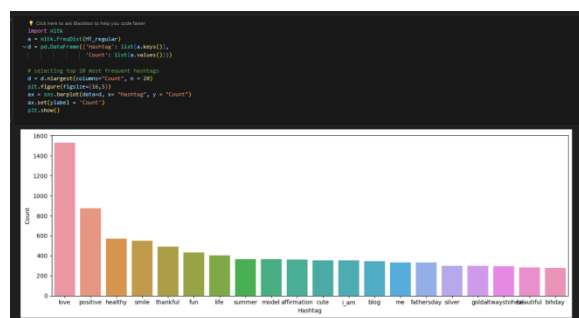 Click here to ask Blackbox to help you code faster
import nltk
a = nltk.FreqDist(HT_regular)
d = pd.DataFrame({'Hashtag': list(a.keys()),
'Count': list(a.values())})
# selecting top 20 most frequent hashtags
d = d.nlargest(columns="Count", n = 20)
plt.figure(figsize=(16,5))
ax = sns.barplot(data=d, x= "Hashtag", y = "Count")
ax.set(ylabel = 'Count')
plt.show()
1600
1400
1200
1000
800
600
400
200
0
Count
love positive healthy smile thankful fun life summer model affirmation cute i_am blog me fathersday silver
bihday
Hashtag